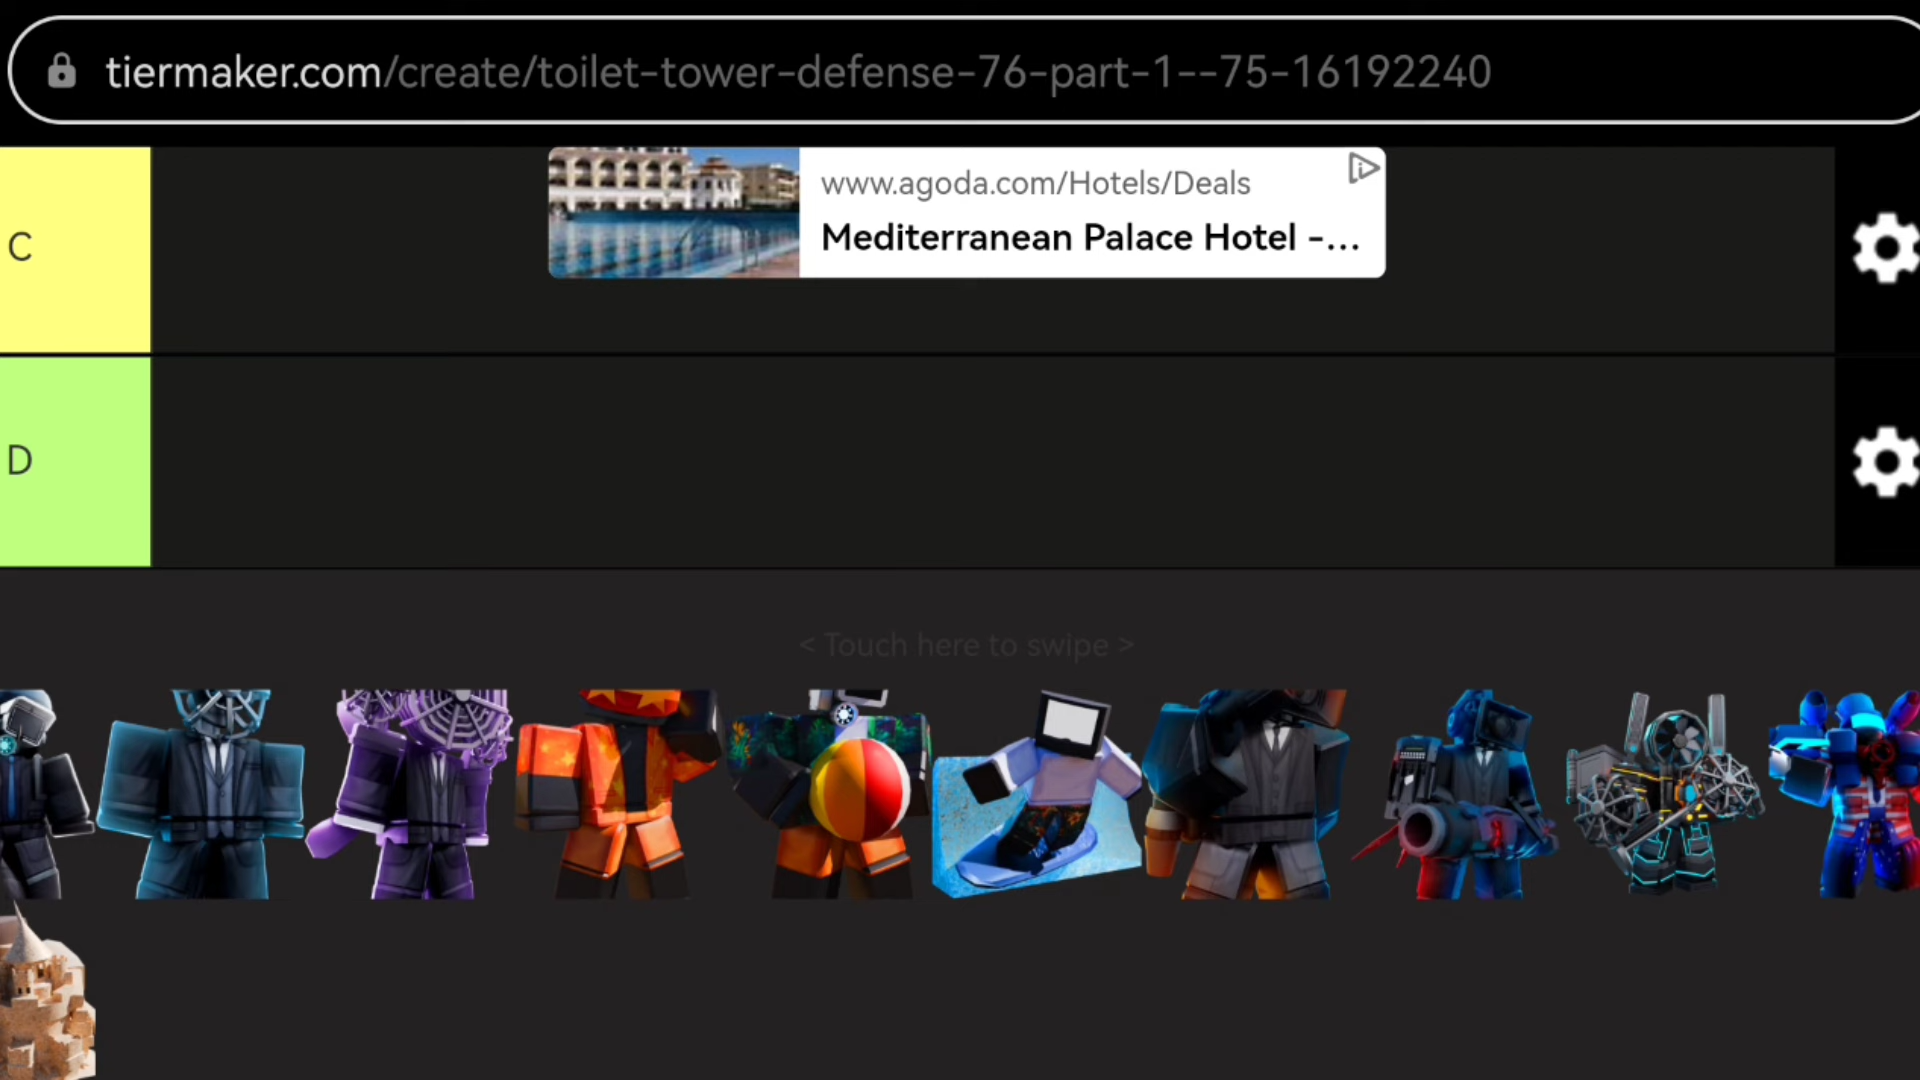 tiermaker.com/create/toilet-tower-defense-76-part-1--75-16192240
www.agoda.com/Hotels/Deals
Mediterranean Palace Hotel -...
C
D
< Touch here to swipe >